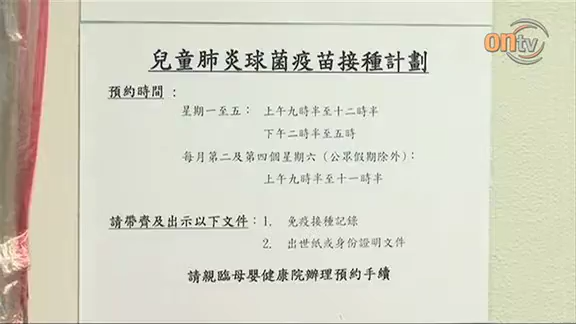 ontv
兒童肺炎球菌疫苗接種計劃
預約時間：
星期一至五： 上午九時半至十二時半
下午二時半至五時
每月第二及第四個星期六（公眾假期除外）：
上午九時半至十一時半
請帶齊及出示以下文件： 1. 免疫接種記錄
2. 出世紙或身份證明文件
請親臨母嬰健康院辦理預約手續